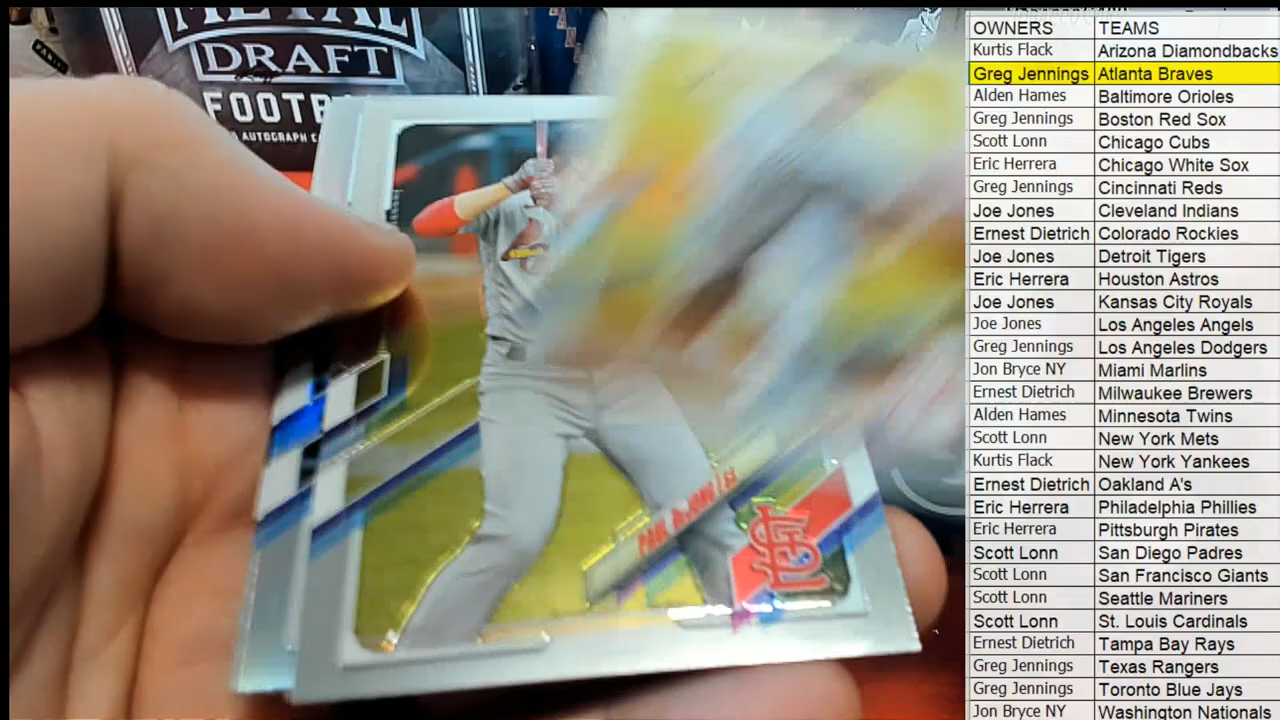 METAL
DRAFT
FOOTB
AUTOGRAPH C
PAUL DeJONG SS
OWNERS TEAMS
Kurtis Flack Arizona Diamondbacks
Greg Jennings Atlanta Braves
Alden Hames Baltimore Orioles
Greg Jennings Boston Red Sox
Scott Lonn Chicago Cubs
Eric Herrera Chicago White Sox
Greg Jennings Cincinnati Reds
Joe Jones Cleveland Indians
Ernest Dietrich Colorado Rockies
Joe Jones Detroit Tigers
Eric Herrera Houston Astros
Joe Jones Kansas City Royals
Joe Jones Los Angeles Angels
Greg Jennings Los Angeles Dodgers
Jon Bryce NY Miami Marlins
Ernest Dietrich Milwaukee Brewers
Alden Hames Minnesota Twins
Scott Lonn New York Mets
Kurtis Flack New York Yankees
Ernest Dietrich Oakland A's
Eric Herrera Philadelphia Phillies
Eric Herrera Pittsburgh Pirates
Scott Lonn San Diego Padres
Scott Lonn San Francisco Giants
Scott Lonn Seattle Mariners
Scott Lonn St. Louis Cardinals
Ernest Dietrich Tampa Bay Rays
Greg Jennings Texas Rangers
Greg Jennings Toronto Blue Jays
Jon Bryce NY Washington Nationals